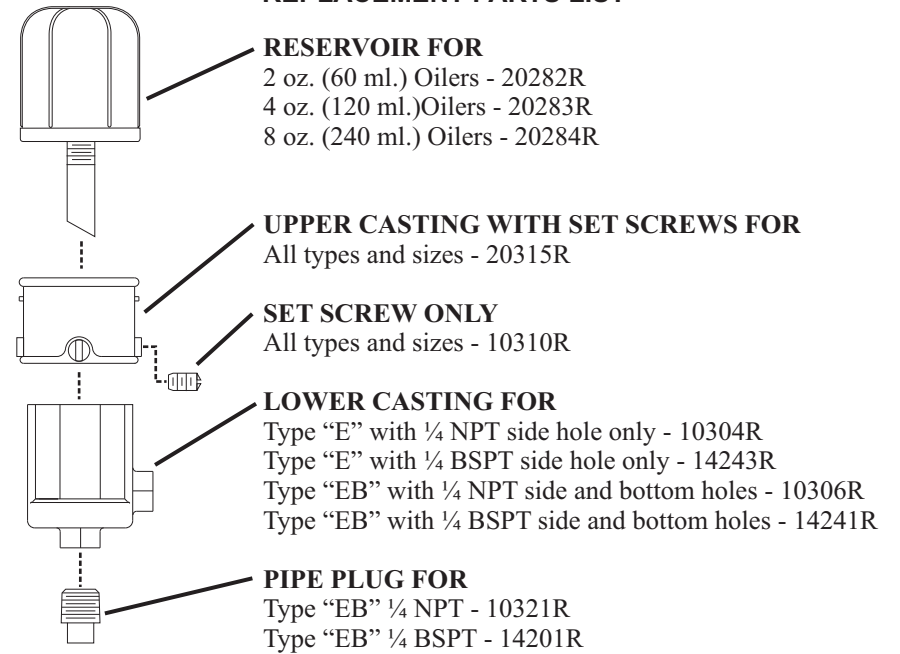 RESERVOIR FOR
2 oz. (60 ml.) Oilers - 20282R
4 oz. (120 ml.)Oilers - 20283R
8 oz. (240 ml.) Oilers - 20284R
UPPER CASTING WITH SET SCREWS FOR
All types and sizes - 20315R
SET SCREW ONLY
All types and sizes - 10310R
LOWER CASTING FOR
Type “E” with ¼ NPT side hole only - 10304R
Type “E” with ¼ BSPT side hole only - 14243R
Type “EB” with ¼ NPT side and bottom holes - 10306R
Type “EB” with ¼ BSPT side and bottom holes - 14241R
PIPE PLUG FOR
Type “EB” ¼ NPT - 10321R
Type “EB” ¼ BSPT - 14201R